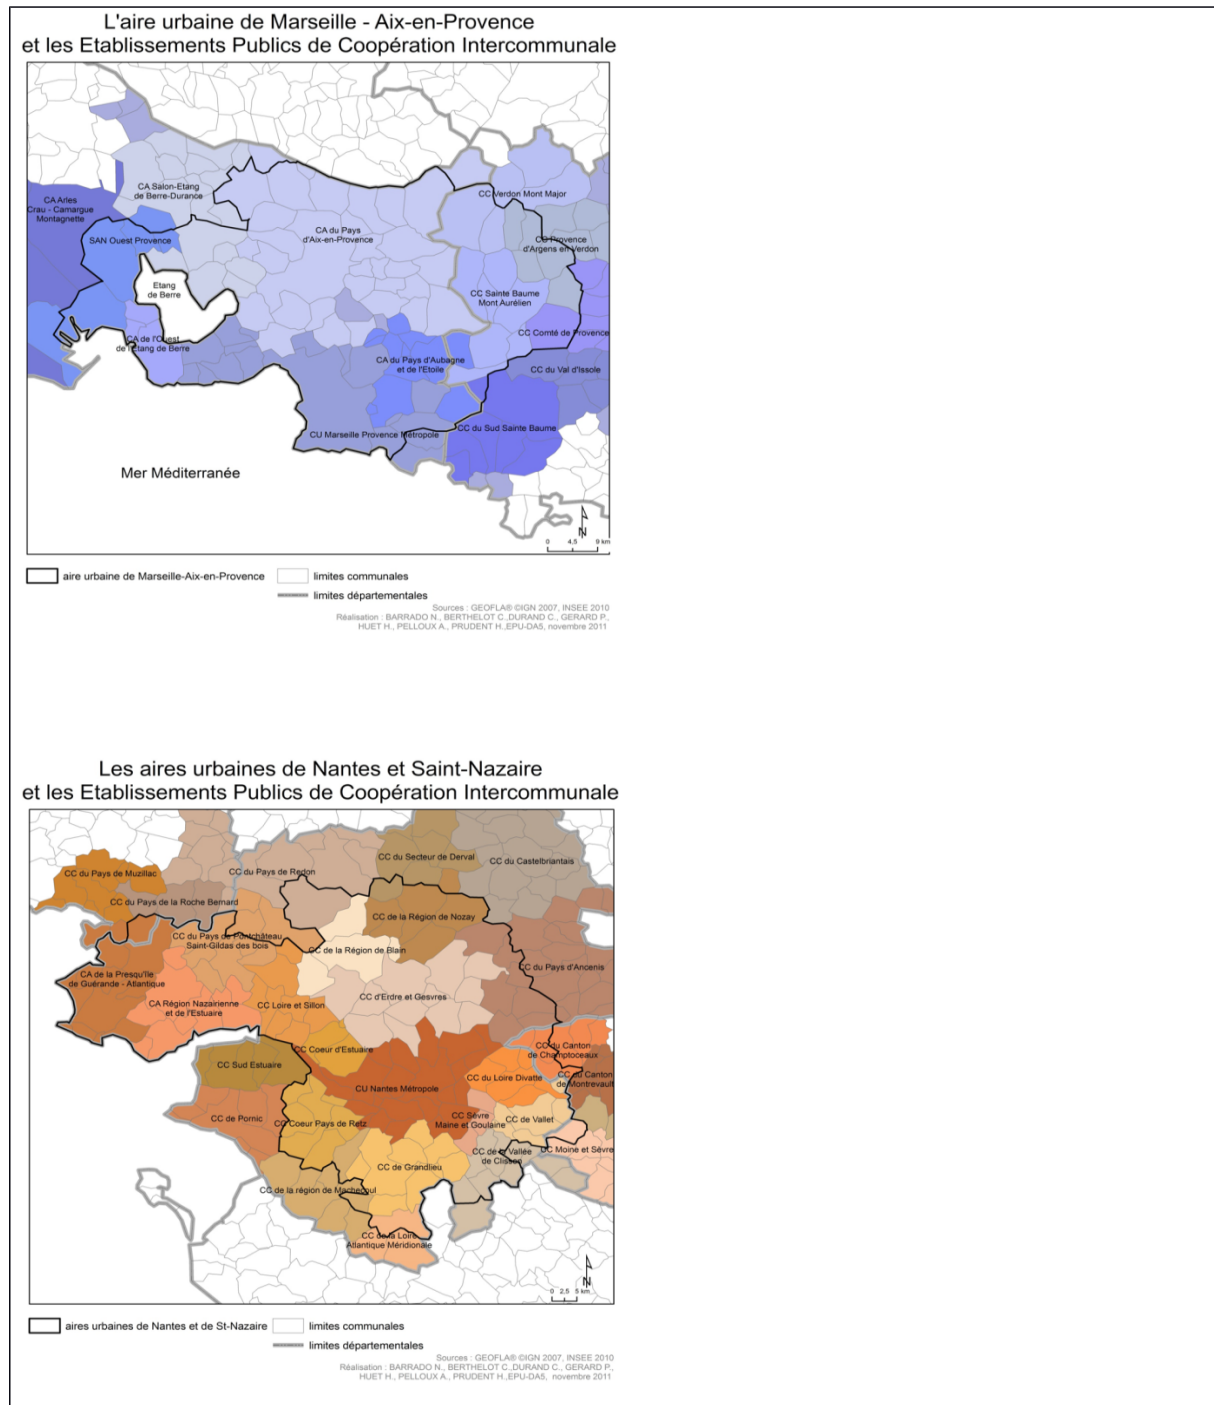 L'aire urbaine de Marseille - Aix-en-Provence
et les Etablissements Publics de Coopération Intercommunale
CA Arles
Crau - Camargue
Montagnette
CA Salon-Etang
de Berre-Durance
SAN Ouest Provence
Etang
de Berre
CA du Pays
d'Aix-en-Provence
CC Verdon Mont Major
CC Provence
d'Argens en Verdon
CC Sainte Baume
Mont Aurélien
CC Comté de Provence
CA de l'Ouest
de l'Etang de Berre
CA du Pays d'Aubagne
et de l'Etoile
CC du Val d'Issole
CU Marseille Provence Métropole
CC du Sud Sainte Baume
Mer Méditerranée
N
0 4,5 9 km
aire urbaine de Marseille-Aix-en-Provence
limites communales
limites départementales
Sources : GEOFLA® ©IGN 2007, INSEE 2010
Réalisation : BARRADO N., BERTHELOT C.,DURAND C., GERARD P.,
HUET H., PELLOUX A., PRUDENT H.,EPU-DA5, novembre 2011
Les aires urbaines de Nantes et Saint-Nazaire
et les Etablissements Publics de Coopération Intercommunale
CC du Pays de Muzillac
CC du Pays de Redon
CC du Secteur de Derval
CC du Castelbriantais
CC du Pays de la Roche Bernard
CC de la Région de Nozay
CC du Pays de Pontchâteau
Saint-Gildas des bois
CC de la Région de Blain
CA de la Presqu'Ile
de Guérande - Atlantique
CC du Pays d'Ancenis
CA Région Nazairienne
et de l'Estuaire
CC Loire et Sillon
CC d'Erdre et Gesvres
CC Coeur d'Estuaire
CC du Canton
de Champtoceaux
CC Sud Estuaire
CC du Loire Divatte
CC du Canton
de Montrevault
CU Nantes Métropole
CC de Pornic
CC Coeur Pays de Retz
CC Sèvre
Maine et Goulaine
CC de Vallet
CC de la Vallée
de Clisson
CC Moine et Sèvre
CC de Grandlieu
CC de la région de Machecoul
CC de la Loire
Atlantique Méridionale
N
0 2,5 5 km
aires urbaines de Nantes et de St-Nazaire
limites communales
limites départementales
Sources : GEOFLA® ©IGN 2007, INSEE 2010
Réalisation : BARRADO N., BERTHELOT C.,DURAND C., GERARD P.,
HUET H., PELLOUX A., PRUDENT H.,EPU-DA5, novembre 2011